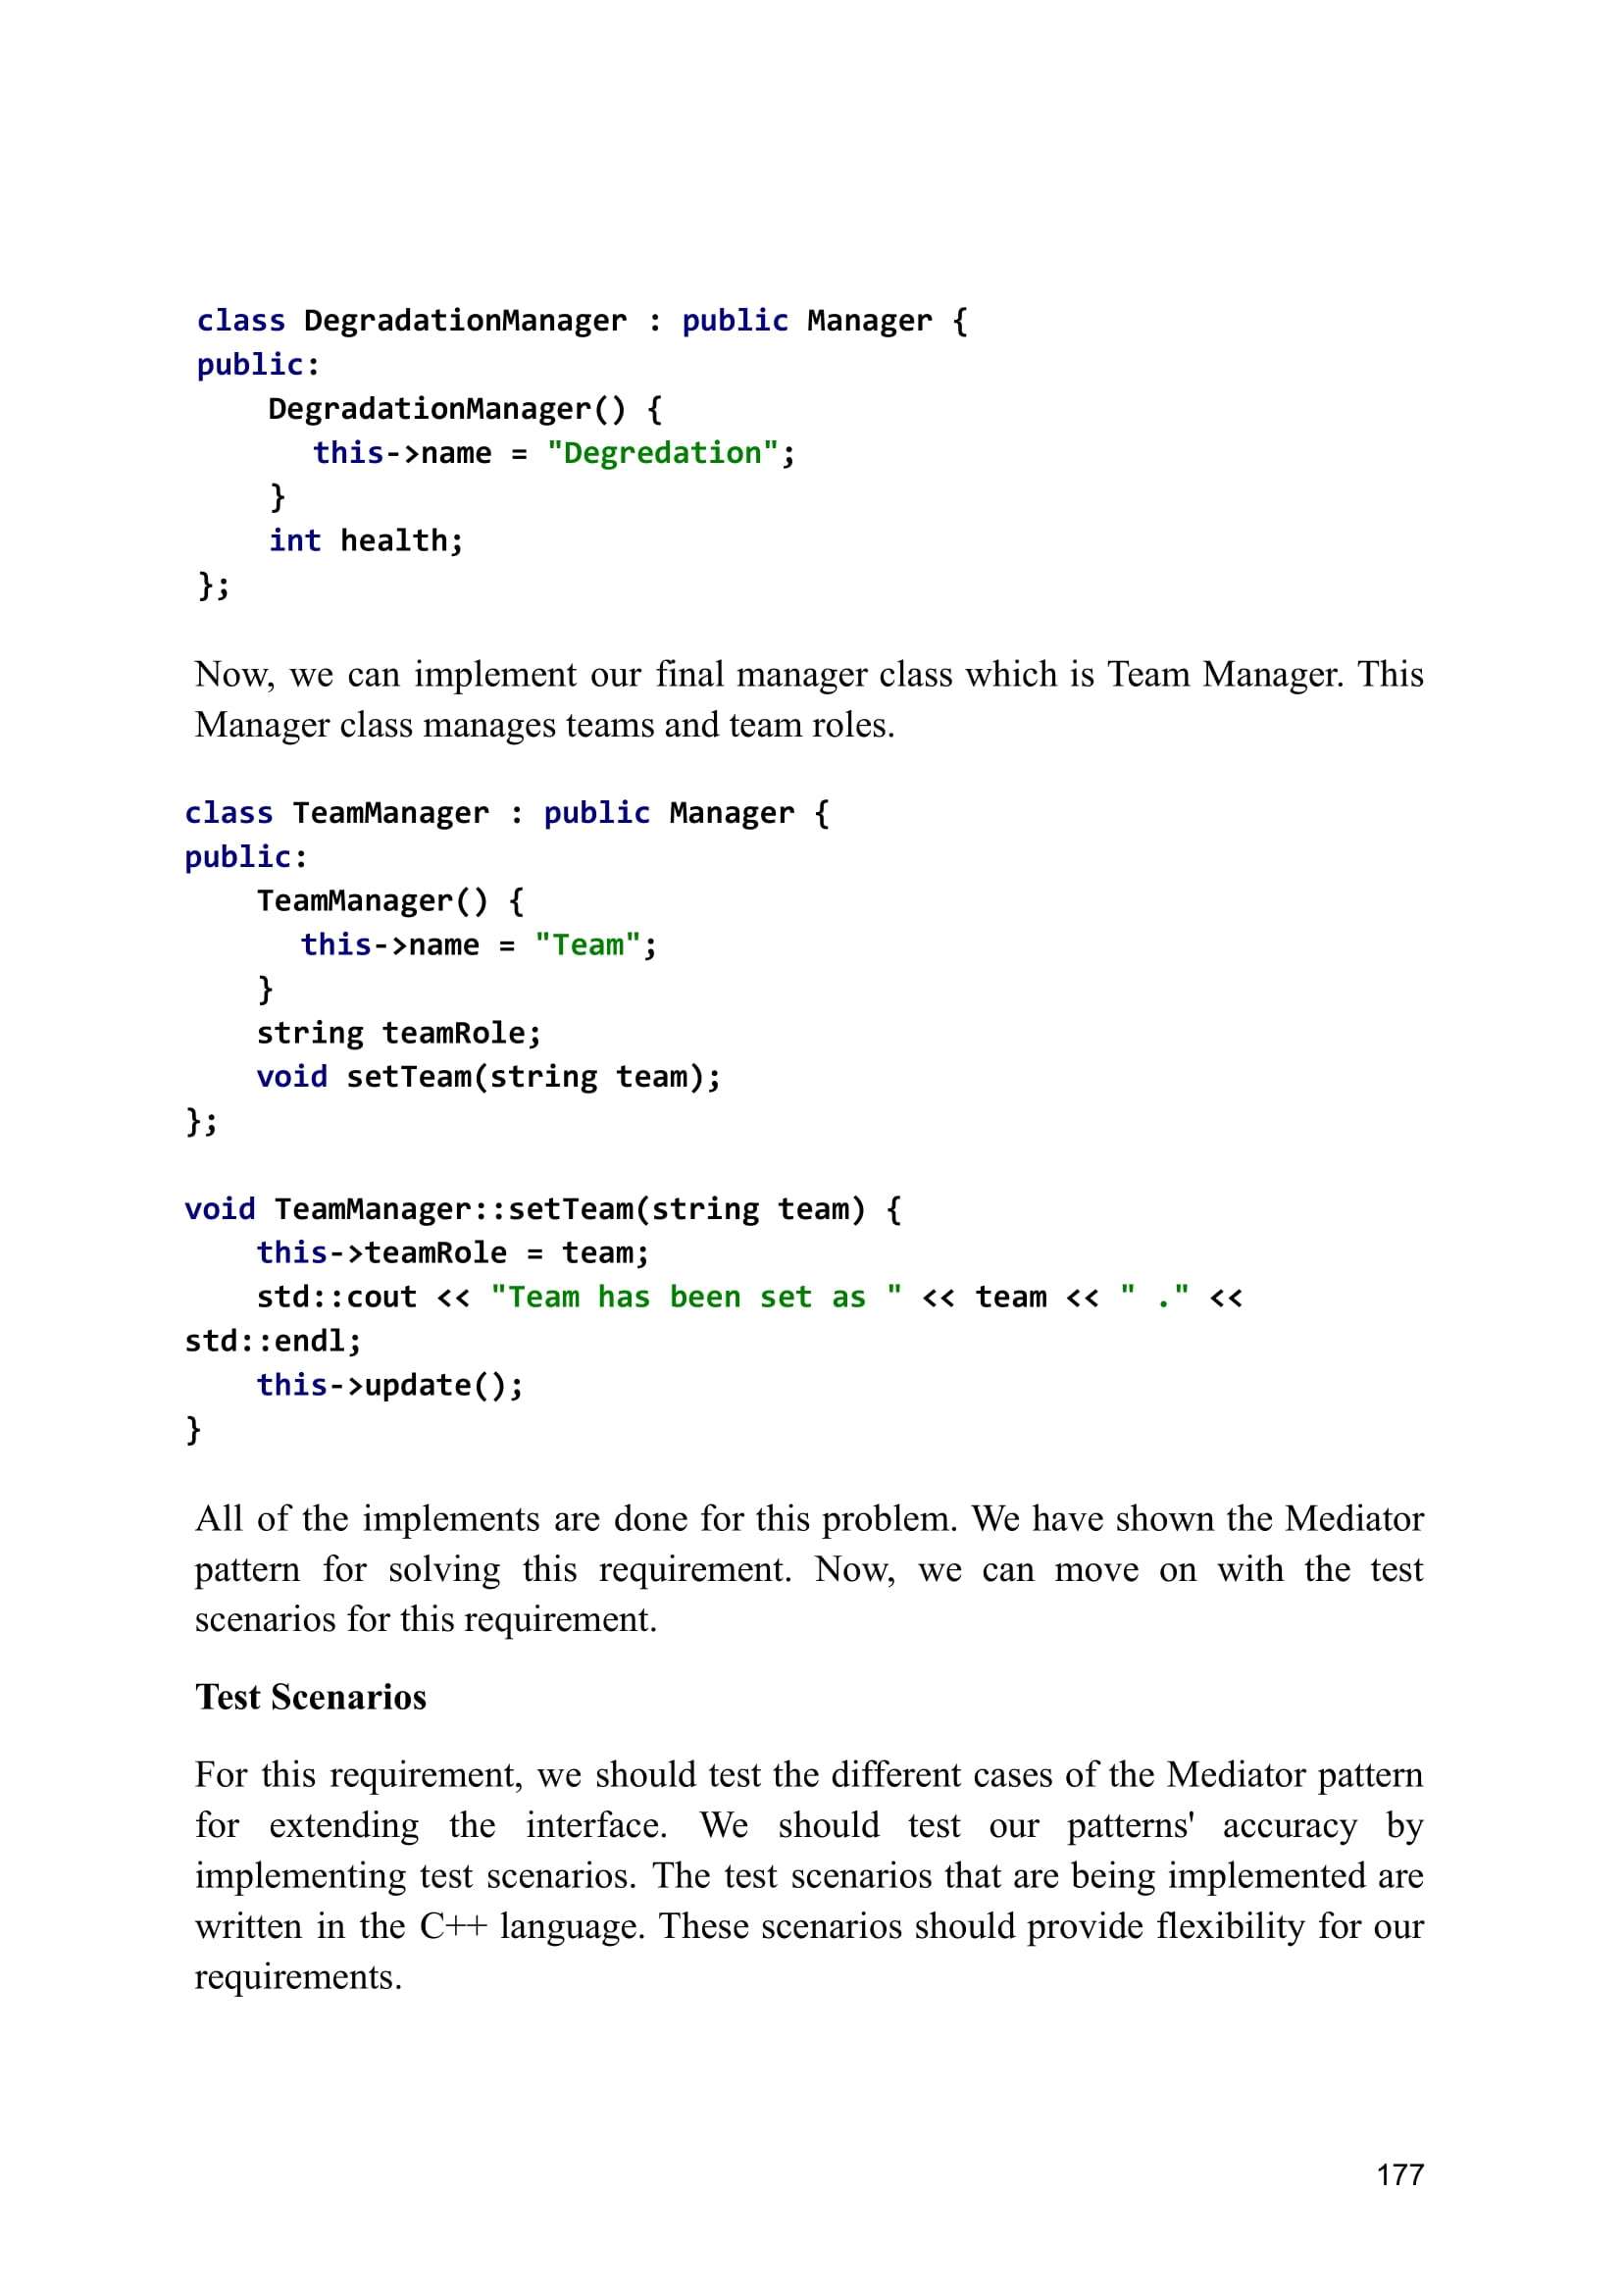 class DegradationManager : public Manager {
public:
    DegradationManager() {
      this->name = "Degredation";
    }
    int health;
};
Now, we can implement our final manager class which is Team Manager. This
Manager class manages teams and team roles.
class TeamManager : public Manager {
public:
    TeamManager() {
      this->name = "Team";
    }
    string teamRole;
    void setTeam(string team);
};
void TeamManager::setTeam(string team) {
    this->teamRole = team;
    std::cout << "Team has been set as " << team << " ." <<
std::endl;
    this->update();
}
All of the implements are done for this problem. We have shown the Mediator
pattern for solving this requirement. Now, we can move on with the test
scenarios for this requirement.
Test Scenarios
For this requirement, we should test the different cases of the Mediator pattern
for extending the interface. We should test our patterns' accuracy by
implementing test scenarios. The test scenarios that are being implemented are
written in the C++ language. These scenarios should provide flexibility for our
requirements.
177